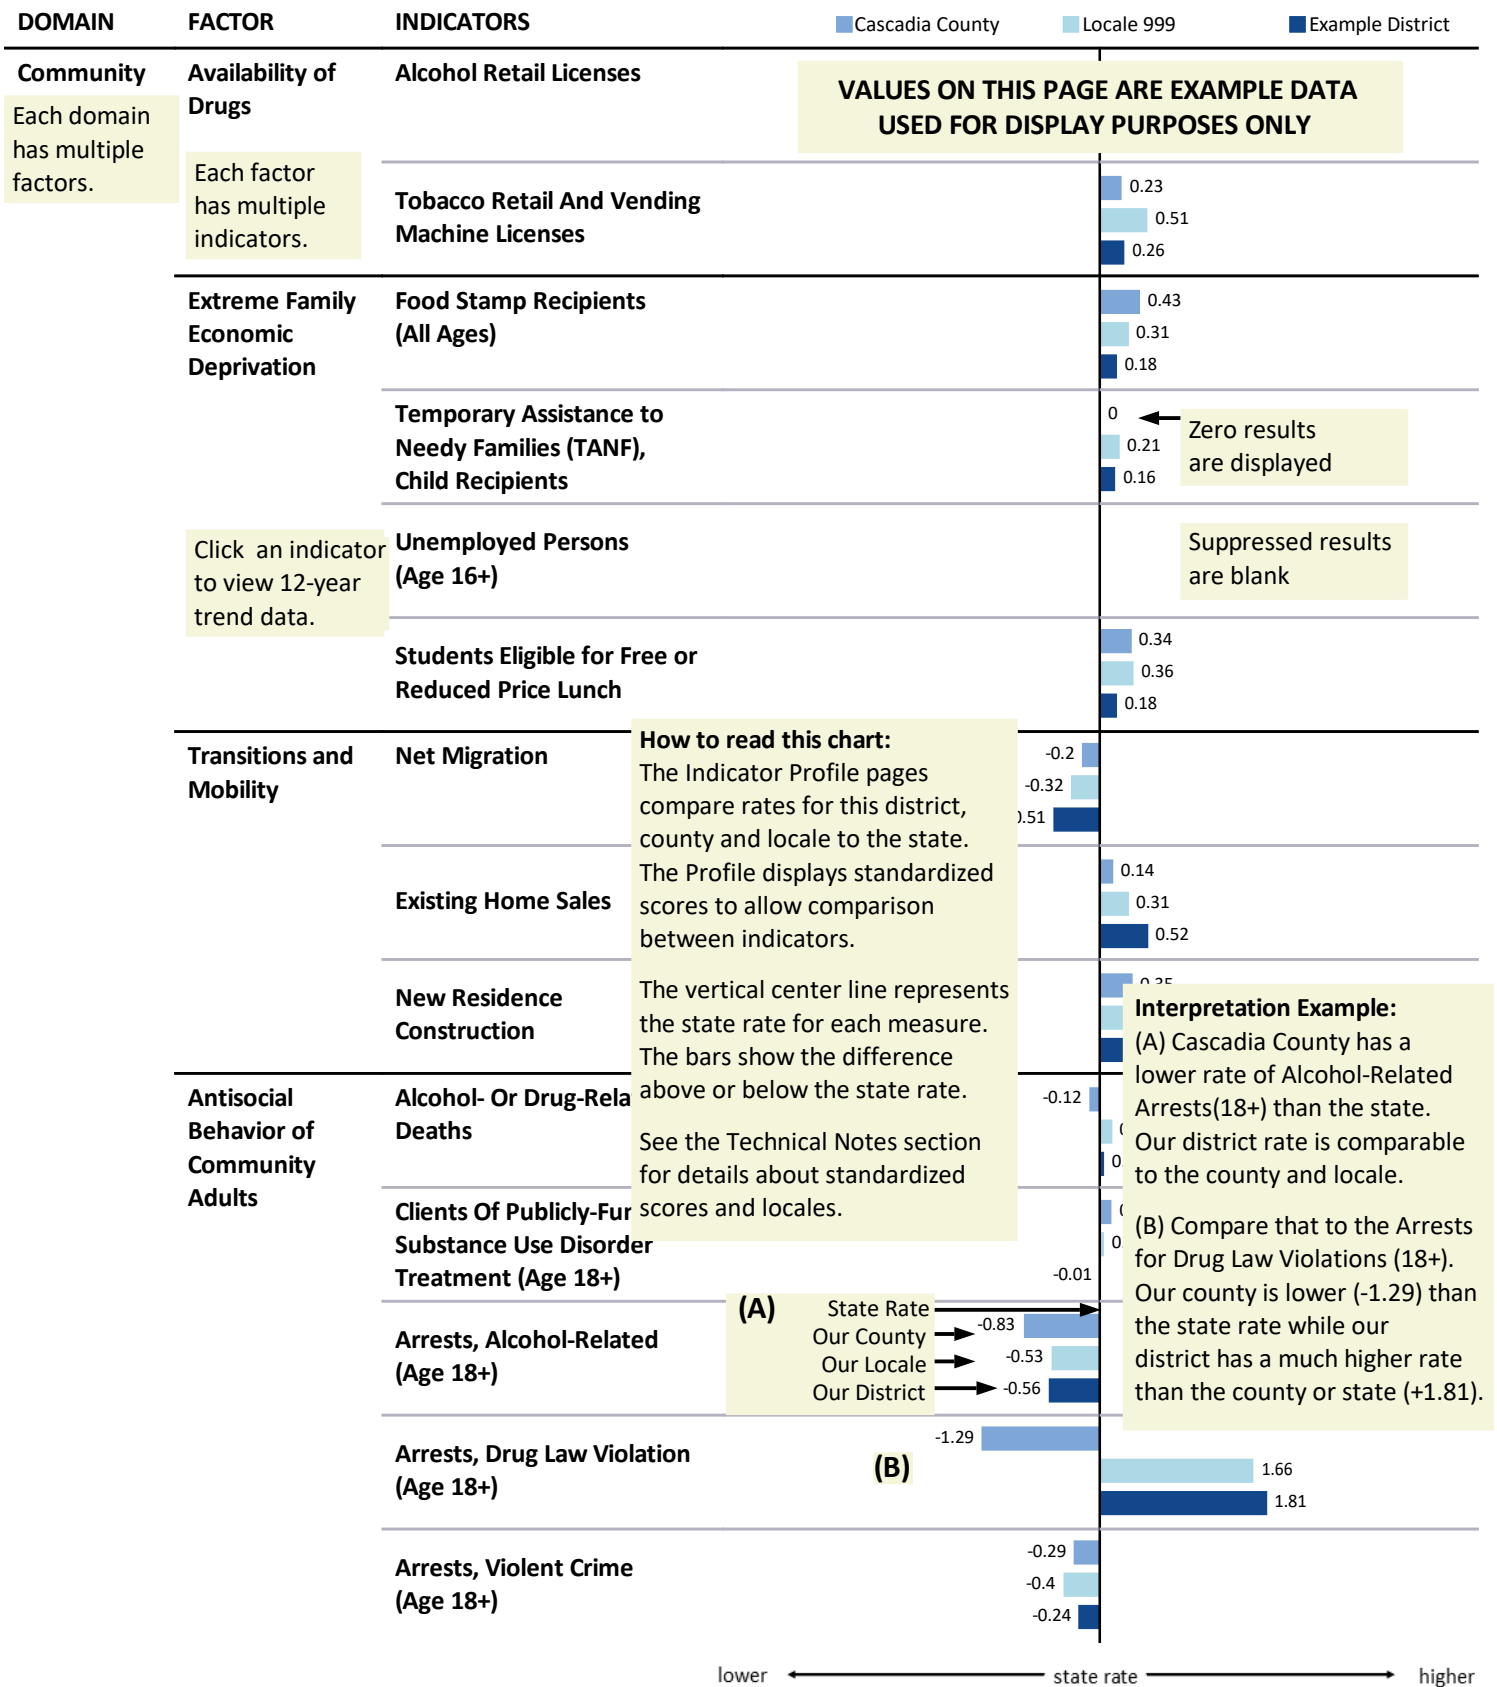 DOMAIN FACTOR INDICATORS Cascadia County Locale 999 Example District
Community
Each domain
has multiple
factors.
Availability of
Drugs
Each factor
has multiple
indicators.
Alcohol Retail Licenses
VALUES ON THIS PAGE ARE EXAMPLE DATA
USED FOR DISPLAY PURPOSES ONLY
Tobacco Retail And Vending
Machine Licenses
0.23
0.51
0.26
Extreme Family
Economic
Deprivation
Food Stamp Recipients
(All Ages)
0.43
0.31
0.18
Temporary Assistance to
Needy Families (TANF),
Child Recipients
0
0.21
0.16
Zero results
are displayed
Click an indicator
to view 12-year
trend data.
Unemployed Persons
(Age 16+)
Suppressed results
are blank
Students Eligible for Free or
Reduced Price Lunch
0.34
0.36
0.18
Transitions and
Mobility
Net Migration
-0.2
-0.32
.51
How to read this chart:
The Indicator Profile pages
compare rates for this district,
county and locale to the state.
The Profile displays standardized
scores to allow comparison
between indicators.
The vertical center line represents
the state rate for each measure.
The bars show the difference
above or below the state rate.
See the Technical Notes section
for details about standardized
scores and locales.
Existing Home Sales
0.14
0.31
0.52
New Residence
Construction
Interpretation Example:
(A) Cascadia County has a
lower rate of Alcohol-Related
Arrests(18+) than the state.
Our district rate is comparable
to the county and locale.
(B) Compare that to the Arrests
for Drug Law Violations (18+).
Our county is lower (-1.29) than
the state rate while our
district has a much higher rate
than the county or state (+1.81).
Antisocial
Behavior of
Community
Adults
Alcohol- Or Drug-Rela
Deaths
-0.12
0.
Clients Of Publicly-Fur
Substance Use Disorder
Treatment (Age 18+)
0.
-0.01
Arrests, Alcohol-Related
(Age 18+)
(A) State Rate
Our County -0.83
Our Locale -0.53
Our District -0.56
Arrests, Drug Law Violation
(Age 18+)
(B)
-1.29
1.66
1.81
Arrests, Violent Crime
(Age 18+)
-0.29
-0.4
-0.24
lower state rate higher